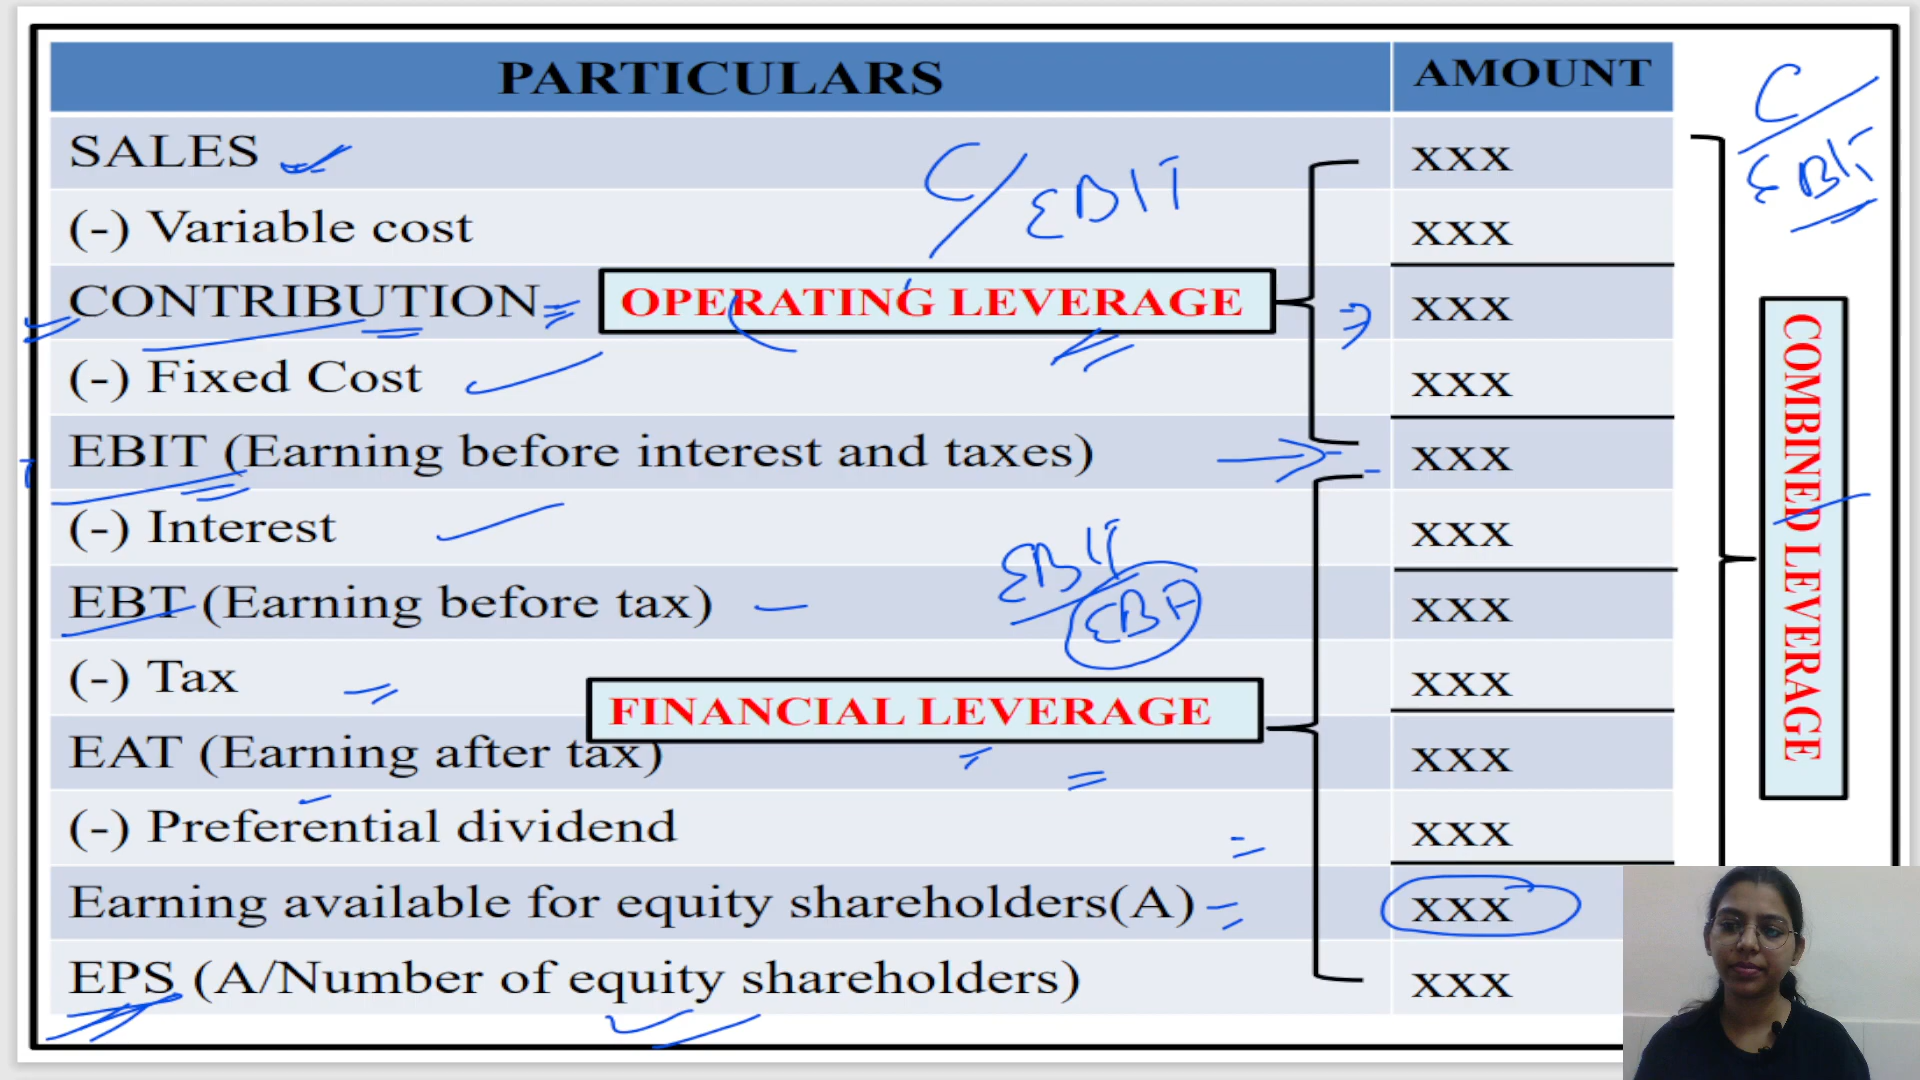 PARTICULARS AMOUNT
SALES xxx
(-) Variable cost xxx
C/EBIT
C/EBIT
CONTRIBUTION xxx
OPERATING LEVERAGE
(-) Fixed Cost xxx
EBIT (Earning before interest and taxes) xxx
(-) Interest xxx
EBIT
EBT (Earning before tax) xxx
(-) Tax xxx
FINANCIAL LEVERAGE
EAT (Earning after tax) xxx
(-) Preferential dividend xxx
Earning available for equity shareholders(A) xxx
EPS (A/Number of equity shareholders) xxx
COMBINED LEVERAGE